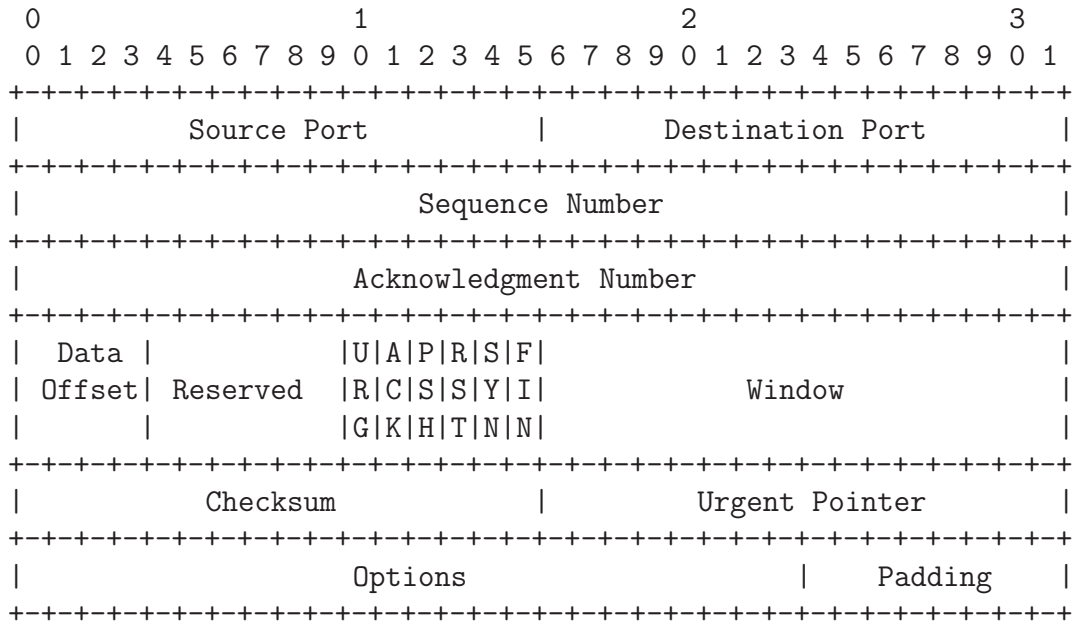 0                   1                   2                   3
 0 1 2 3 4 5 6 7 8 9 0 1 2 3 4 5 6 7 8 9 0 1 2 3 4 5 6 7 8 9 0 1
+-+-+-+-+-+-+-+-+-+-+-+-+-+-+-+-+-+-+-+-+-+-+-+-+-+-+-+-+-+-+-+-+
|          Source Port          |       Destination Port        |
+-+-+-+-+-+-+-+-+-+-+-+-+-+-+-+-+-+-+-+-+-+-+-+-+-+-+-+-+-+-+-+-+
|                        Sequence Number                        |
+-+-+-+-+-+-+-+-+-+-+-+-+-+-+-+-+-+-+-+-+-+-+-+-+-+-+-+-+-+-+-+-+
|                    Acknowledgment Number                      |
+-+-+-+-+-+-+-+-+-+-+-+-+-+-+-+-+-+-+-+-+-+-+-+-+-+-+-+-+-+-+-+-+
|  Data |           |U|A|P|R|S|F|                               |
| Offset| Reserved  |R|C|S|S|Y|I|            Window             |
|       |           |G|K|H|T|N|N|                               |
+-+-+-+-+-+-+-+-+-+-+-+-+-+-+-+-+-+-+-+-+-+-+-+-+-+-+-+-+-+-+-+-+
|           Checksum            |         Urgent Pointer        |
+-+-+-+-+-+-+-+-+-+-+-+-+-+-+-+-+-+-+-+-+-+-+-+-+-+-+-+-+-+-+-+-+
|                    Options                    |    Padding    |
+-+-+-+-+-+-+-+-+-+-+-+-+-+-+-+-+-+-+-+-+-+-+-+-+-+-+-+-+-+-+-+-+